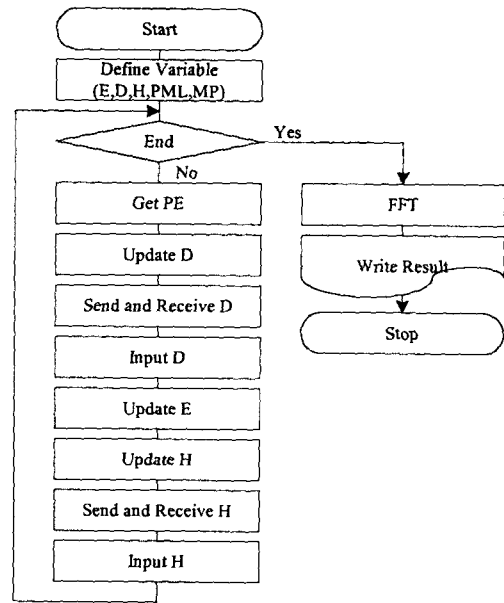 Start
Define Variable
(E,D,H,PML,MP)
End
Yes
No
Get PE
Update D
Send and Receive D
Input D
Update E
Update H
Send and Receive H
Input H
FFT
Write Result
Stop